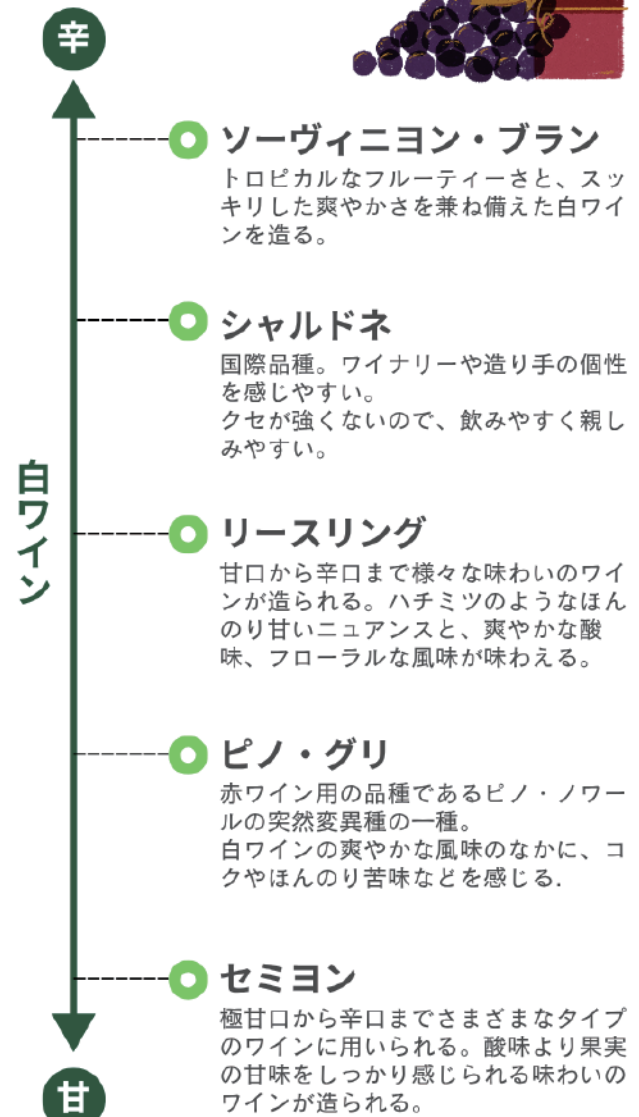 辛
ソーヴィニヨン・ブラン
トロピカルなフルーティーさと、スッ
キリした爽やかさを兼ね備えた白ワイ
ンを造る。
シャルドネ
国際品種。ワイナリーや造り手の個性
を感じやすい。
クセが強くないので、飲みやすく親し
みやすい。
白ワイン
リースリング
甘口から辛口まで様々な味わいのワイ
ンが造られる。ハチミツのようなほん
のり甘いニュアンスと、爽やかな酸
味、フローラルな風味が味わえる。
ピノ・グリ
赤ワイン用の品種であるピノ・ノワー
ルの突然変異種の一種。
白ワインの爽やかな風味のなかに、コ
クやほんのり苦味などを感じる.
セミヨン
極甘口から辛口までさまざまなタイプ
のワインに用いられる。酸味より果実
の甘味をしっかり感じられる味わいの
ワインが造られる。
甘